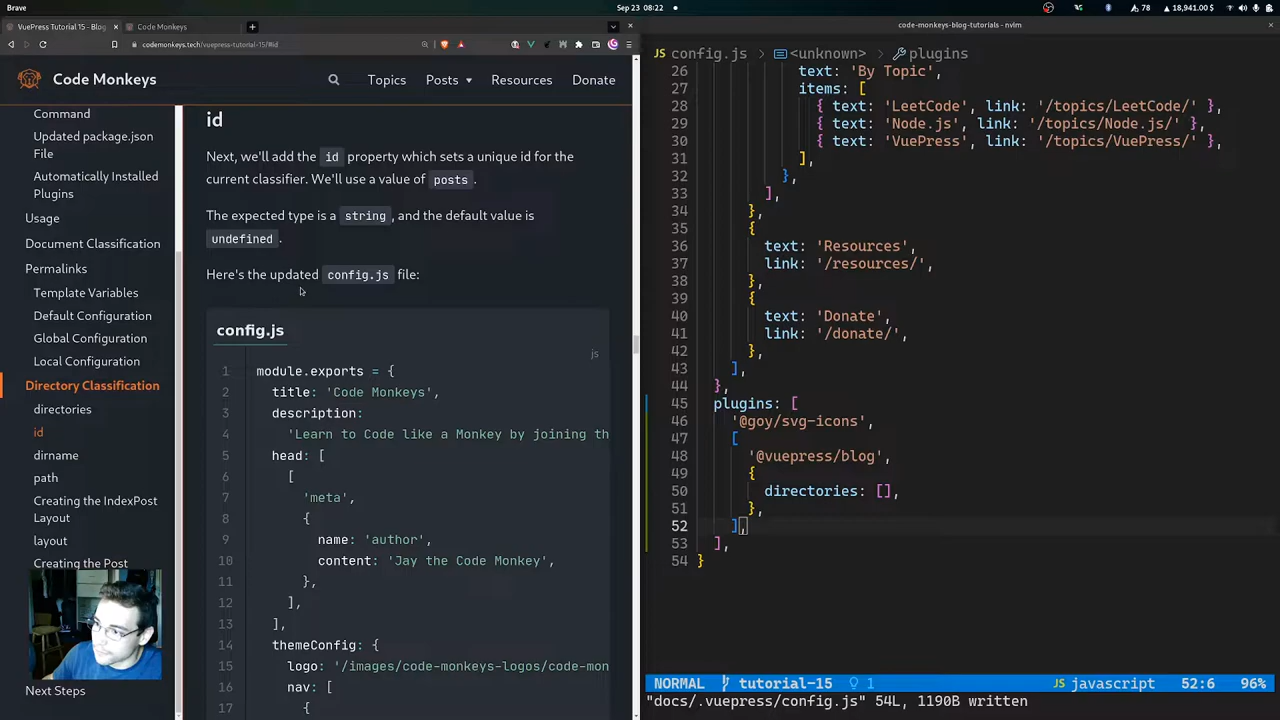 Brave
Sep 23 08:22
78
18,941.00
VuePress Tutorial 15 - Blog
Code Monkeys
codemonkeys.tech/vuepress-tutorial-15/#id
code-monkeys-blog-tutorials - nvim
Code Monkeys
Topics
Posts
Resources
Donate
Command
Updated package.json
File
Automatically Installed
Plugins
Usage
Document Classification
Permalinks
Template Variables
Default Configuration
Global Configuration
Local Configuration
Directory Classification
directories
id
dirname
path
Creating the IndexPost
Layout
layout
Creating the Post
Next Steps
id
Next, we'll add the id property which sets a unique id for the
current classifier. We'll use a value of posts.
The expected type is a string, and the default value is
undefined.
Here's the updated config.js file:
config.js
js
1 module.exports = {
2 title: 'Code Monkeys',
3 description:
4 'Learn to Code like a Monkey by joining th
5 head: [
6 [
7 'meta',
8 {
9 name: 'author',
10 content: 'Jay the Code Monkey',
11 },
12 ],
13 ],
14 themeConfig: {
15 logo: '/images/code-monkeys-logos/code-mon
16 nav: [
17 {
JS config.js > <unknown> > plugins
26 text: 'By Topic',
27 items: [
28 { text: 'LeetCode', link: '/topics/LeetCode/' },
29 { text: 'Node.js', link: '/topics/Node.js/' },
30 { text: 'VuePress', link: '/topics/VuePress/' },
31 ],
32 },
33 ],
34 },
35 {
36 text: 'Resources',
37 link: '/resources/',
38 },
39 {
40 text: 'Donate',
41 link: '/donate/',
42 },
43 ],
44 },
45 plugins: [
46 '@goy/svg-icons',
47 [
48 '@vuepress/blog',
49 {
50 directories: [],
51 },
52 ],
53 ],
54 }
NORMAL tutorial-15 1 JS javascript 52:6 96%
"docs/.vuepress/config.js" 54L, 1190B written